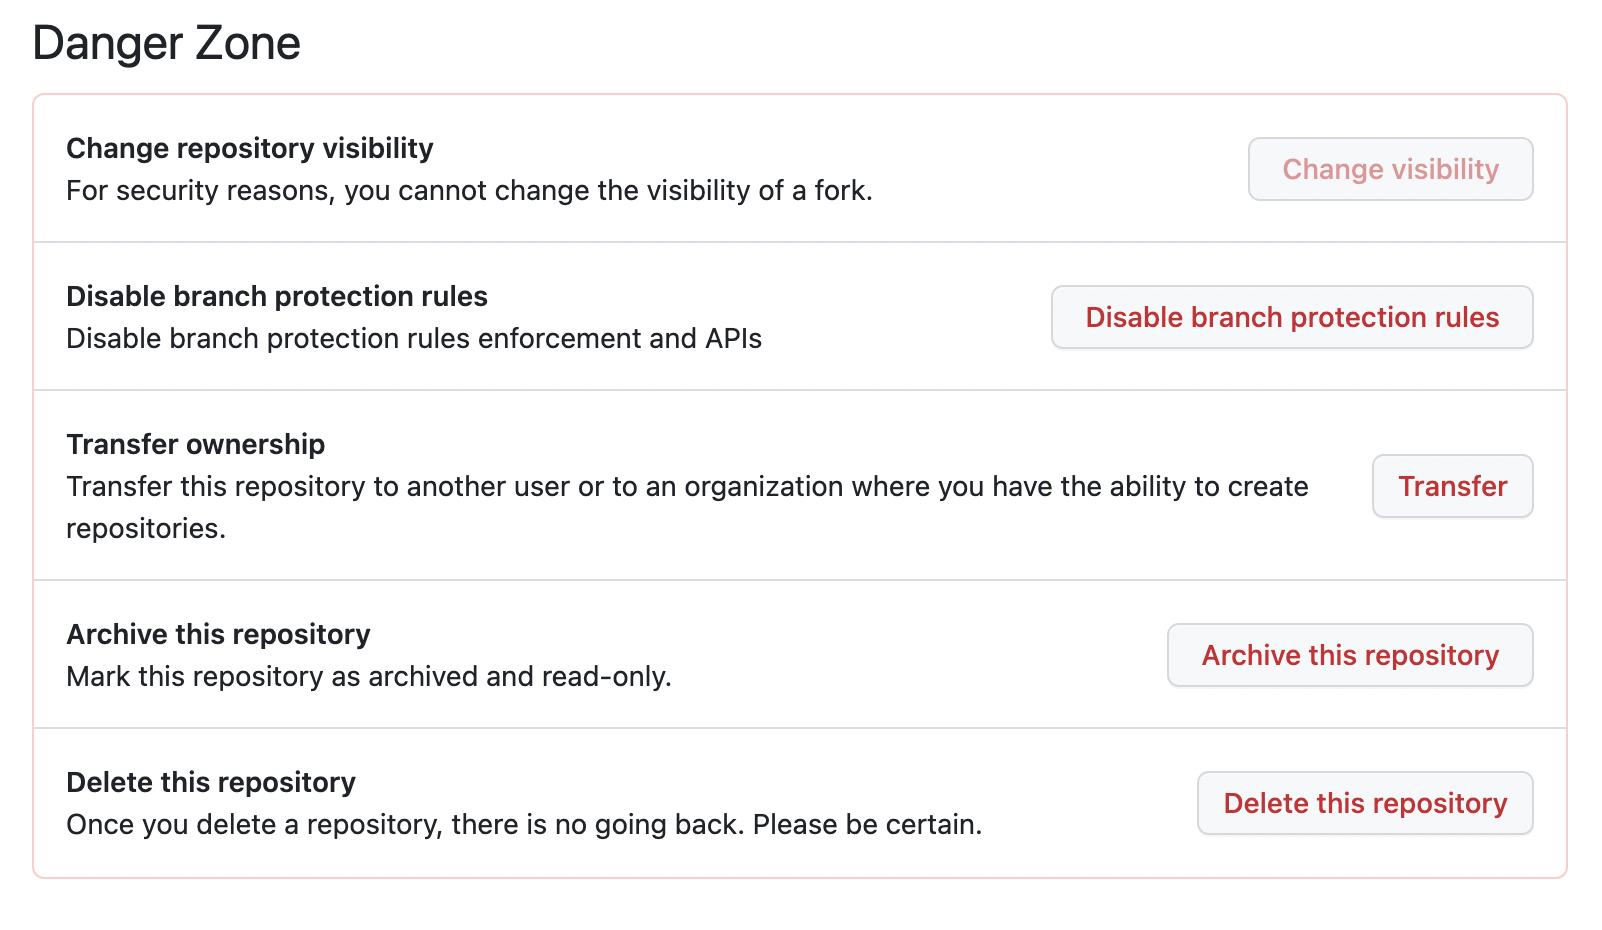 Danger Zone
Change repository visibility
For security reasons, you cannot change the visibility of a fork.
Change visibility
Disable branch protection rules
Disable branch protection rules enforcement and APIs
Disable branch protection rules
Transfer ownership
Transfer this repository to another user or to an organization where you have the ability to create
repositories.
Transfer
Archive this repository
Mark this repository as archived and read-only.
Archive this repository
Delete this repository
Once you delete a repository, there is no going back. Please be certain.
Delete this repository